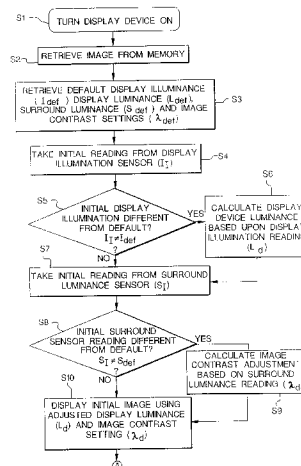 S1
TURN DISPLAY DEVICE ON
S2
RETRIEVE IMAGE FROM MEMORY
RETRIEVE DEFAULT DISPLAY ILLUMINANCE
(Idef) DISPLAY LUMINANCE (Ldef),
SURROUND LUMINANCE (Sdef) AND IMAGE
CONTRAST SETTINGS (λdef)
S3
TAKE INITIAL READING FROM DISPLAY
ILLUMINATION SENSOR (II)
S4
S5
INITIAL DISPLAY
ILLUMINATION DIFFERENT
FROM DEFAULT?
II≠Idef
?
YES
NO
S6
CALCULATE DISPLAY
DEVICE LUMINANCE
BASED UPON DISPLAY
ILLUMINATION READING
(Ld)
S7
TAKE INITIAL READING FROM SURROUND
LUMINANCE SENSOR (SI)
S8
INITIAL SURROUND
SENSOR READING DIFFERENT
FROM DEFAULT?
SI≠Sdef
?
YES
NO
CALCULATE IMAGE
CONTRAST ADJUSTMENT
BASED ON SURROUND
LUMINANCE READING (λd)
S9
S10
DISPLAY INITIAL IMAGE USING
ADJUSTED DISPLAY LUMINANCE
(Ld) AND IMAGE CONTRAST
SETTING (λd)